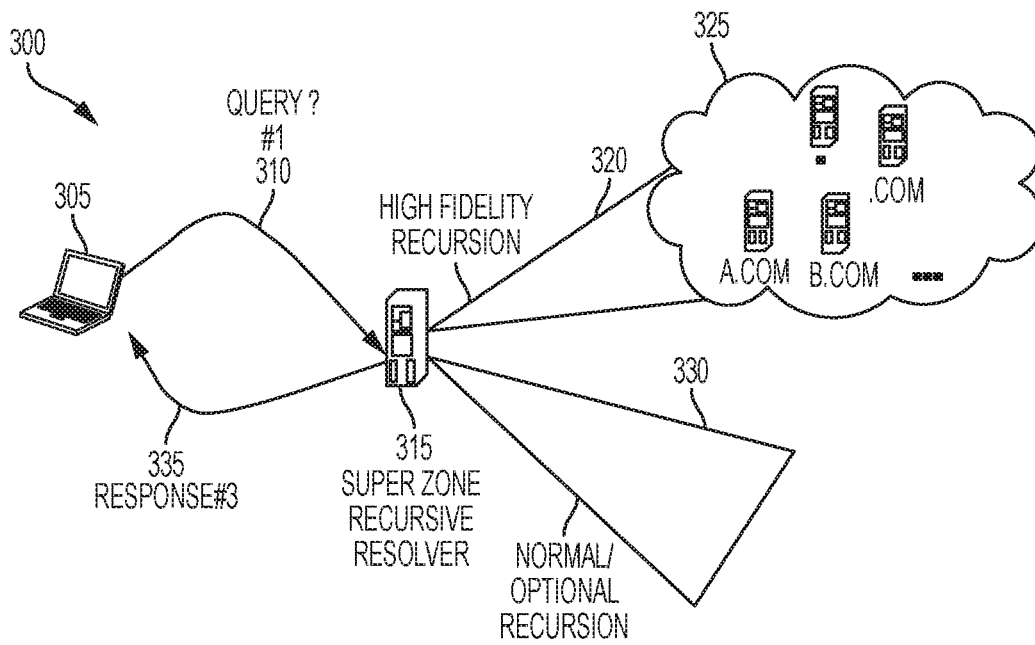 300
325
QUERY ?
#1
310
305
320
HIGH FIDELITY
RECURSION
.COM
A.COM
B.COM
...
330
315
SUPER ZONE
RECURSIVE
RESOLVER
335
RESPONSE#3
NORMAL/
OPTIONAL
RECURSION